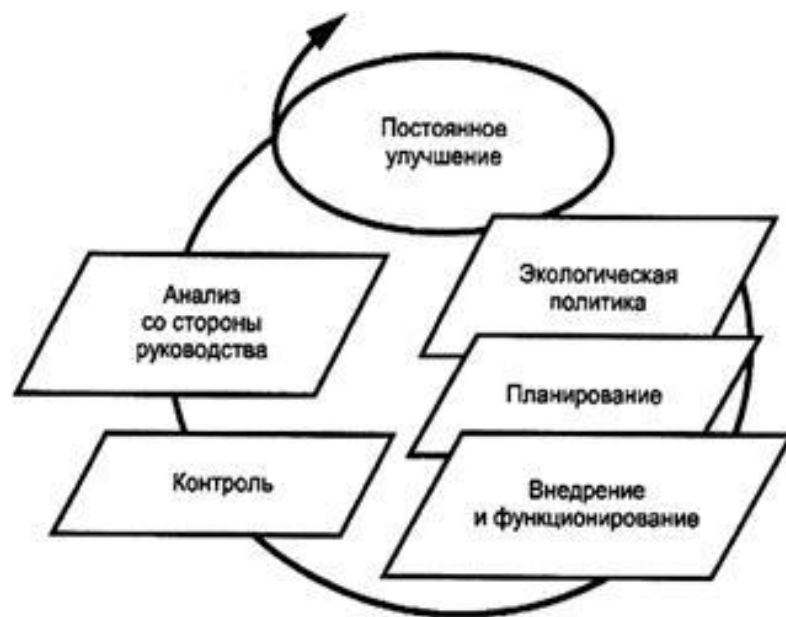 Постоянное
улучшение
Экологическая
политика
Планирование
Внедрение
и функционирование
Контроль
Анализ
со стороны
руководства